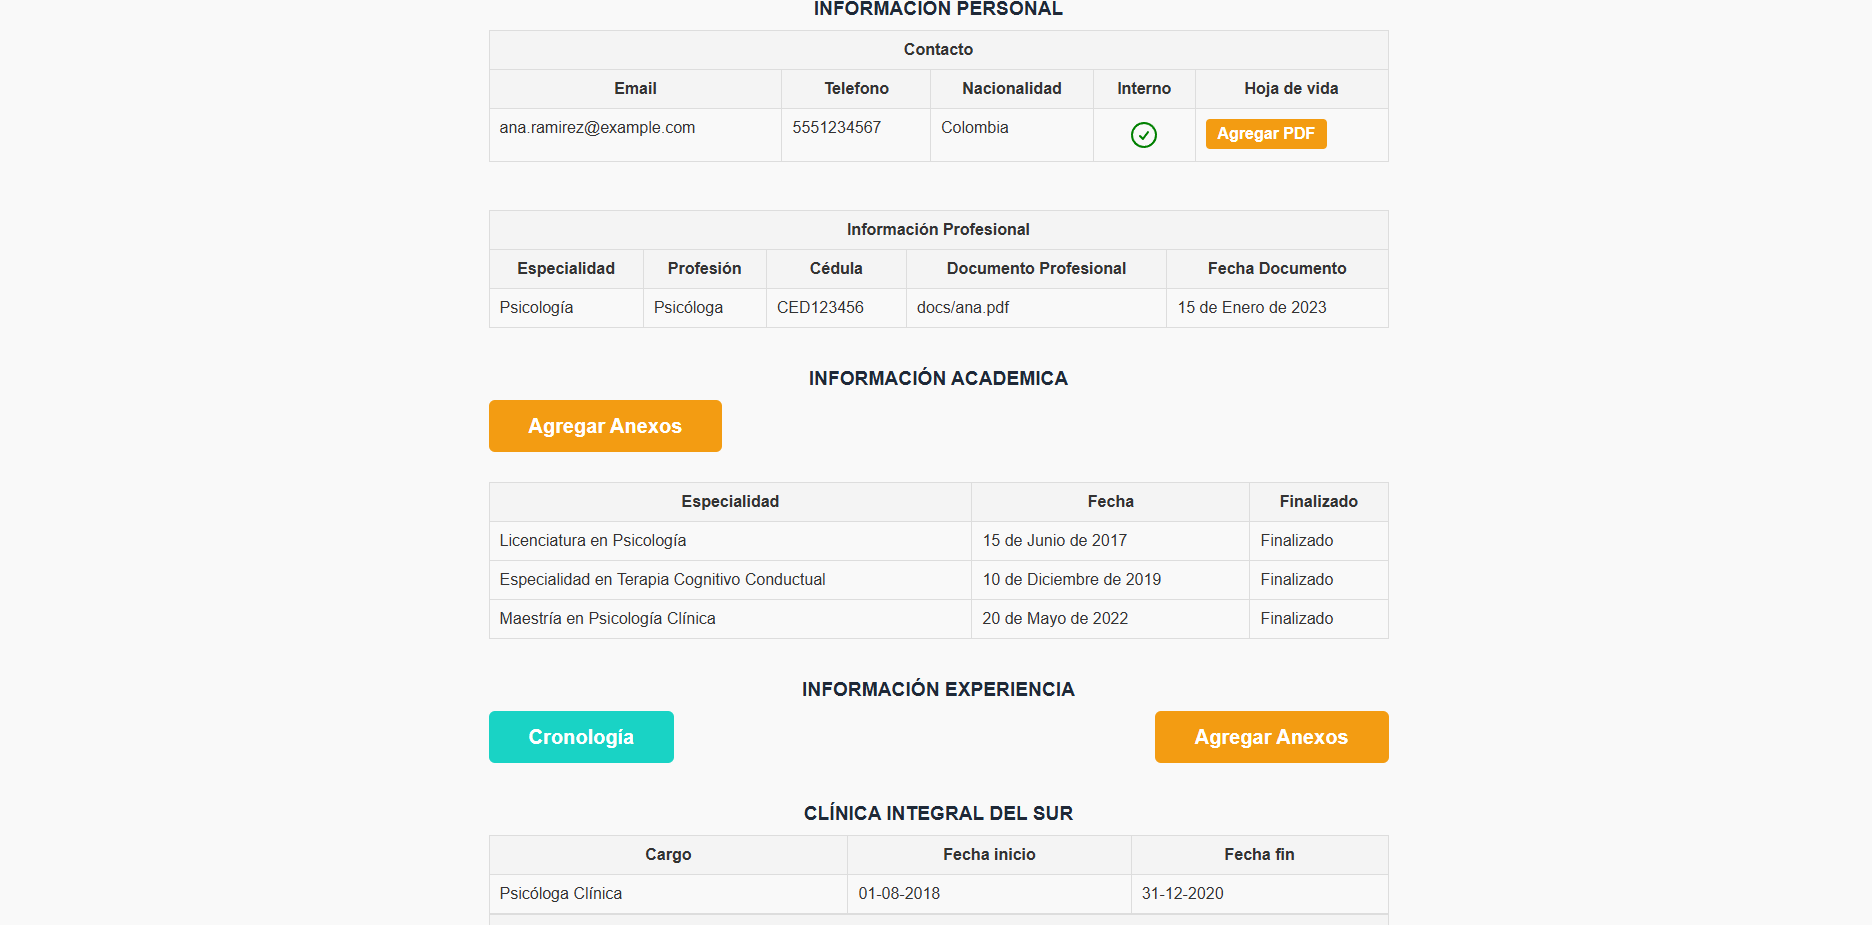 INFORMACIÓN PERSONAL
Contacto
Email Telefono Nacionalidad Interno Hoja de vida
ana.ramirez@example.com 5551234567 Colombia Agregar PDF
Información Profesional
Especialidad Profesión Cédula Documento Profesional Fecha Documento
Psicología Psicóloga CED123456 docs/ana.pdf 15 de Enero de 2023
INFORMACIÓN ACADEMICA
Agregar Anexos
Especialidad Fecha Finalizado
Licenciatura en Psicología 15 de Junio de 2017 Finalizado
Especialidad en Terapia Cognitivo Conductual 10 de Diciembre de 2019 Finalizado
Maestría en Psicología Clínica 20 de Mayo de 2022 Finalizado
INFORMACIÓN EXPERIENCIA
Cronología Agregar Anexos
CLÍNICA INTEGRAL DEL SUR
Cargo Fecha inicio Fecha fin
Psicóloga Clínica 01-08-2018 31-12-2020